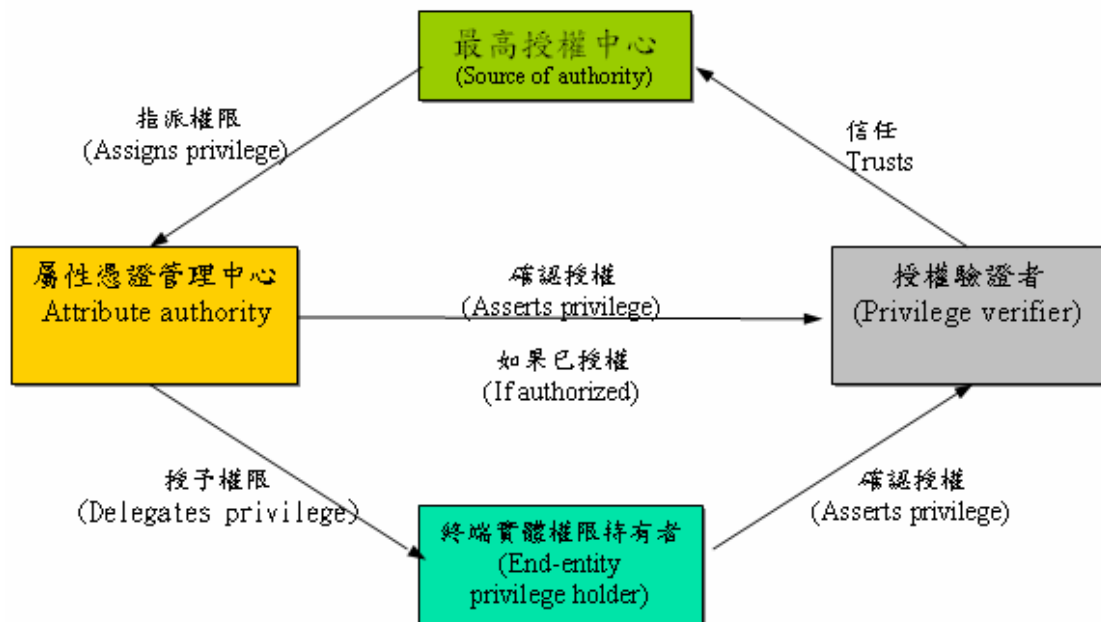 最高授權中心
(Source of authority)
指派權限
(Assigns privilege)
信任
Trusts
屬性憑證管理中心
Attribute authority
確認授權
(Asserts privilege)
如果已授權
(If authorized)
授權驗證者
(Privilege verifier)
授予權限
(Delegates privilege)
確認授權
(Asserts privilege)
終端實體權限持有者
(End-entity
privilege holder)